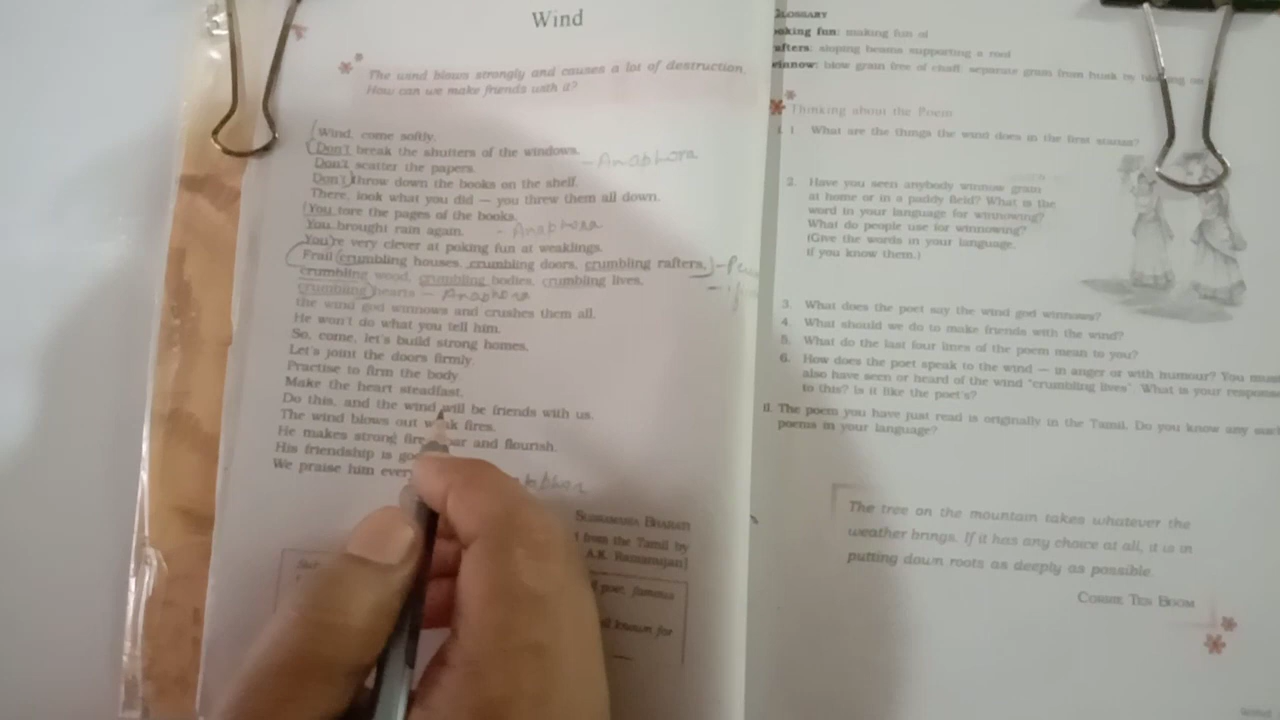 Wind
The wind blows strongly and causes a lot of destruction.
How can we make friends with it?
Wind, come softly.
Don't break the shutters of the windows.
Don't scatter the papers.
- Anaphora
Don't throw down the books on the shelf.
There, look what you did — you threw them all down.
You tore the pages of the books.
You brought rain again.
- Anaphora
You're very clever at poking fun at weaklings.
Frail crumbling houses, crumbling doors, crumbling rafters,
crumbling wood, crumbling bodies, crumbling lives,
crumbling hearts — Anaphora
the wind god winnows and crushes them all.
He won't do what you tell him.
So, come, let's build strong homes,
Let's joint the doors firmly.
Practise to firm the body.
Make the heart steadfast.
Do this, and the wind will be friends with us.
The wind blows out weak fires.
He makes strong fires roar and flourish.
His friendship is
We praise him
from the Tamil by
A.K. Ramanujan]
poet, famous
known for
GLOSSARY
poking fun: making fun of
rafters: sloping beams supporting a roof
winnow: blow grain free of chaff; separate grain from husk by
Thinking about the Poem
I. 1. What are the things the wind does in the first stanza?
2. Have you seen anybody winnow grain
at home or in a paddy field? What is the
word in your language for winnowing?
What do people use for winnowing?
(Give the words in your language,
if you know them.)
3. What does the poet say the wind god winnows?
4. What should we do to make friends with the wind?
5. What do the last four lines of the poem mean to you?
6. How does the poet speak to the wind — in anger or with humour? You must
also have seen or heard of the wind "crumbling lives". What is your response
to this? Is it like the poet's?
II. The poem you have just read is originally in the Tamil. Do you know any such
poems in your language?
The tree on the mountain takes whatever the
weather brings. If it has any choice at all, it is in
putting down roots as deeply as possible.
CORRIE TEN BOOM